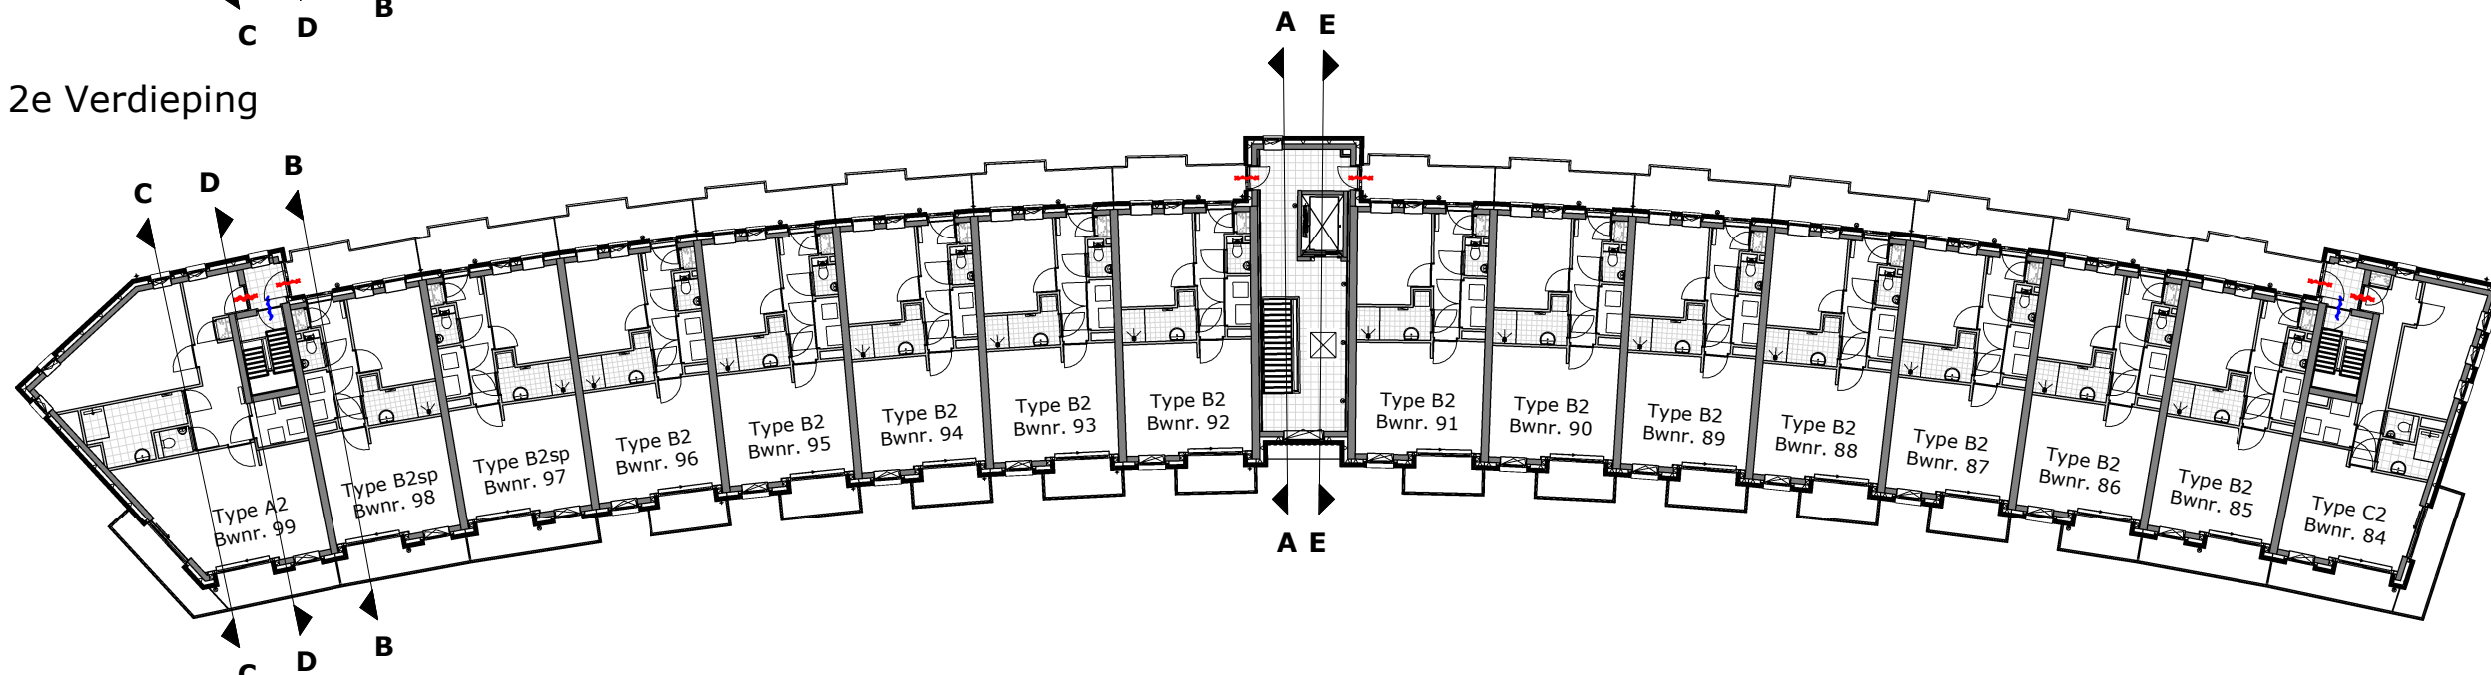 C
D
B
A E
2e Verdieping
C
D
B
Type A2
Bwnr. 99
Type B2sp
Bwnr. 98
Type B2sp
Bwnr. 97
Type B2
Bwnr. 96
Type B2
Bwnr. 95
Type B2
Bwnr. 94
Type B2
Bwnr. 93
Type B2
Bwnr. 92
Type B2
Bwnr. 91
Type B2
Bwnr. 90
Type B2
Bwnr. 89
Type B2
Bwnr. 88
Type B2
Bwnr. 87
Type B2
Bwnr. 86
Type B2
Bwnr. 85
Type C2
Bwnr. 84
A E
C
D
B